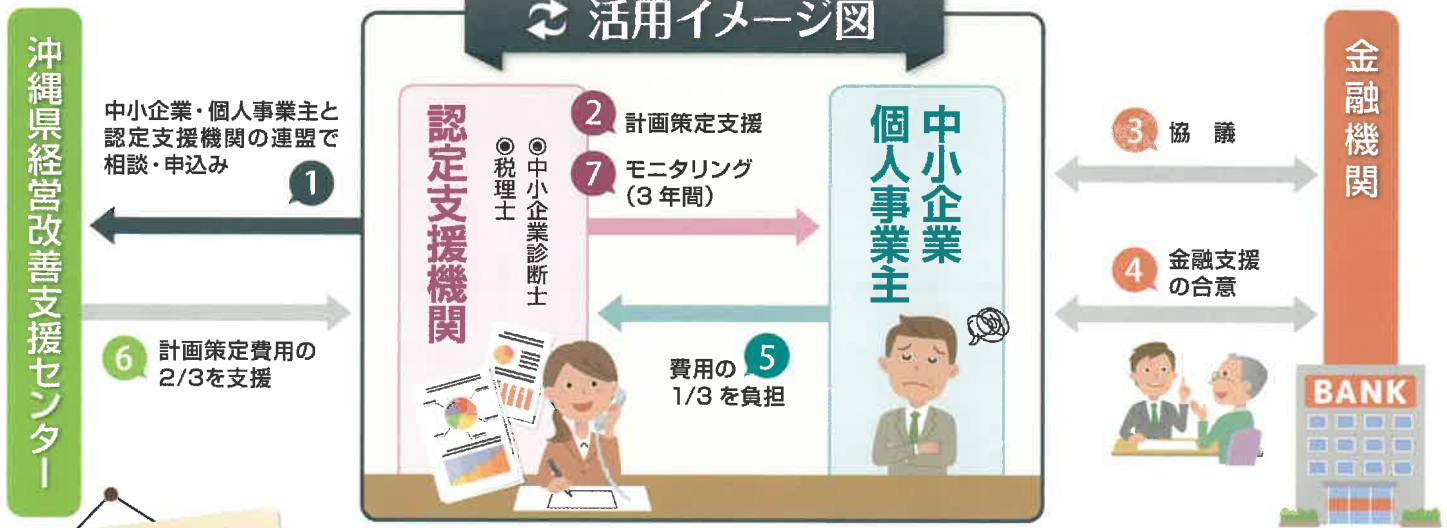 活用イメージ図
沖縄県経営改善支援センター
中小企業・個人事業主と
認定支援機関の連盟で
相談・申込み
1
6
計画策定費用の
2/3を支援
認定支援機関
◉中小企業診断士
◉税理士
2
計画策定支援
7
モニタリング
(3 年間)
中小企業
個人事業主
費用の
1/3 を負担
5
3
協 議
4
金融支援
の合意
金融機関
BANK